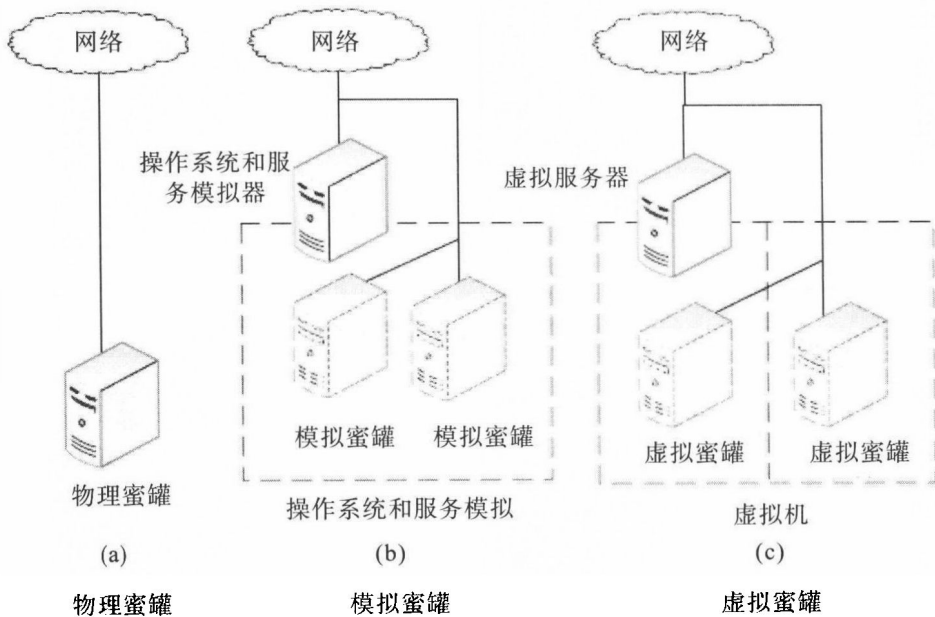 网络
网络
网络
操作系统和服
务模拟器
虚拟服务器
模拟蜜罐
模拟蜜罐
虚拟蜜罐
虚拟蜜罐
物理蜜罐
操作系统和服务模拟
虚拟机
(a)
(b)
(c)
物理蜜罐
模拟蜜罐
虚拟蜜罐